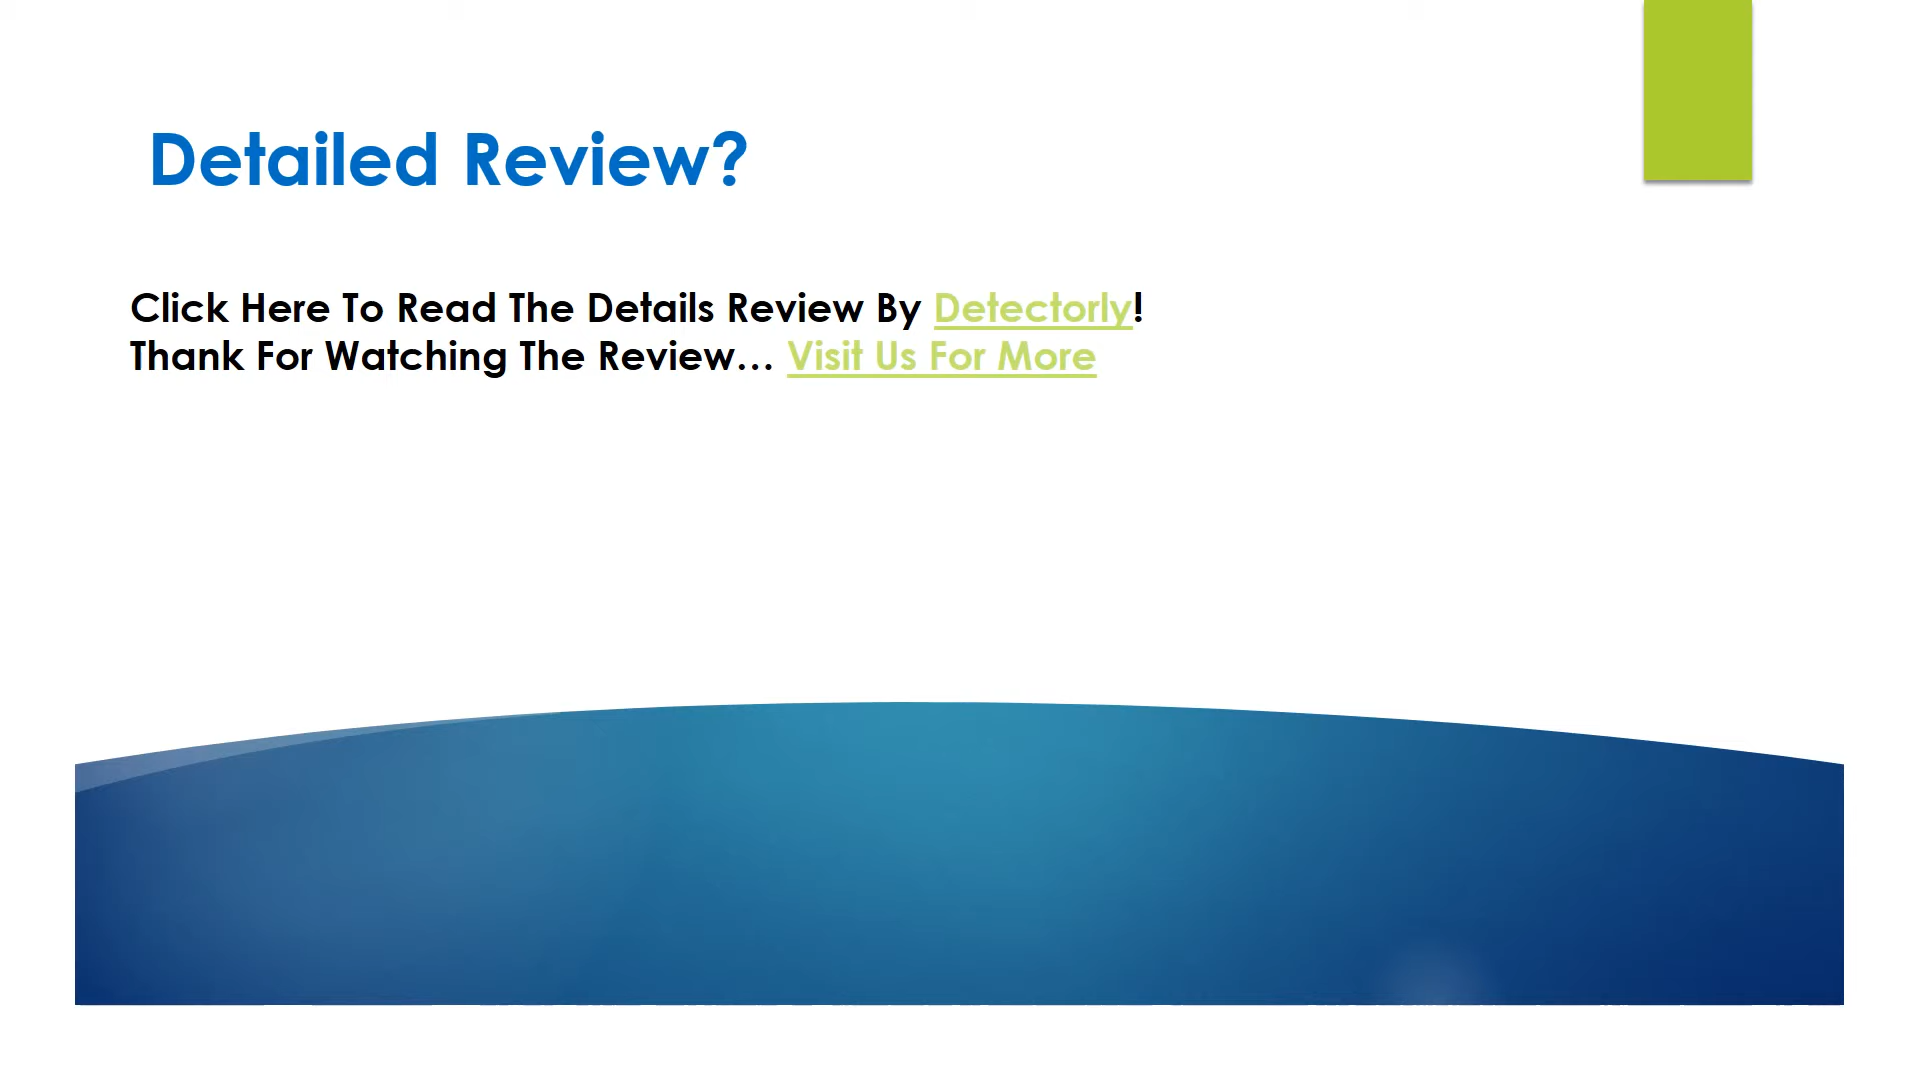 Detailed Review?
Click Here To Read The Details Review By Detectorly!
Thank For Watching The Review… Visit Us For More